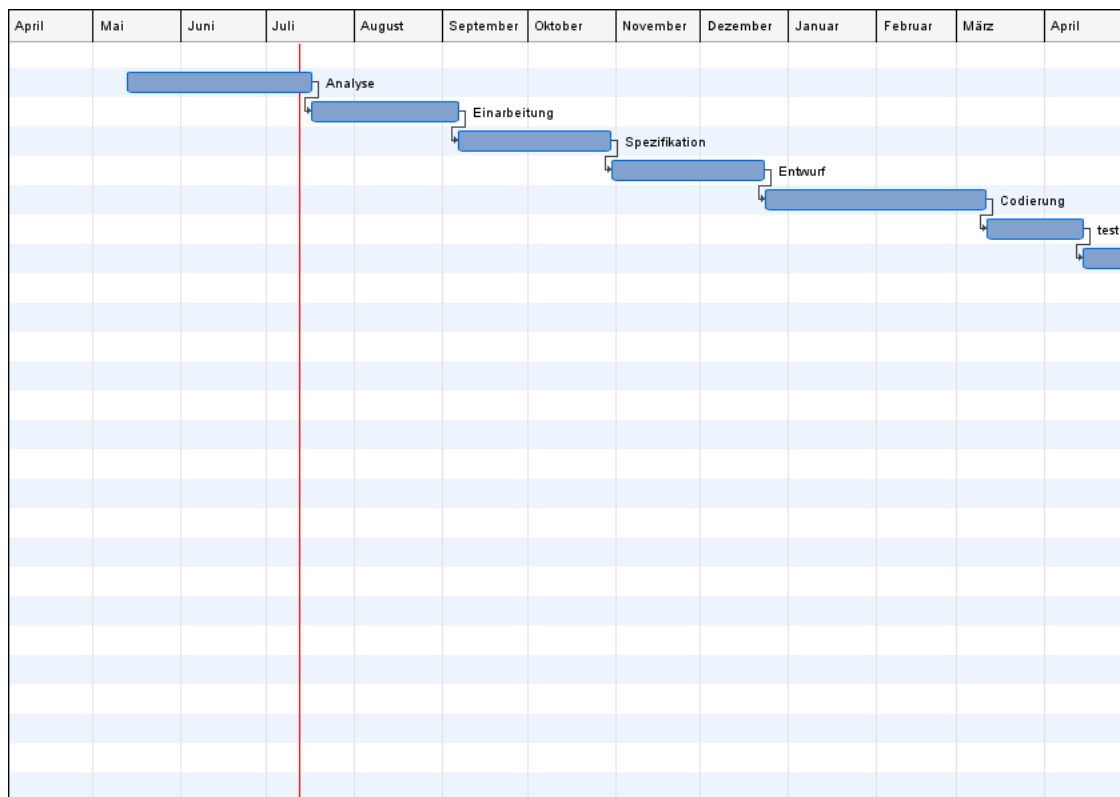 April Mai Juni Juli August September Oktober November Dezember Januar Februar März April
Analyse
Einarbeitung
Spezifikation
Entwurf
Codierung
test